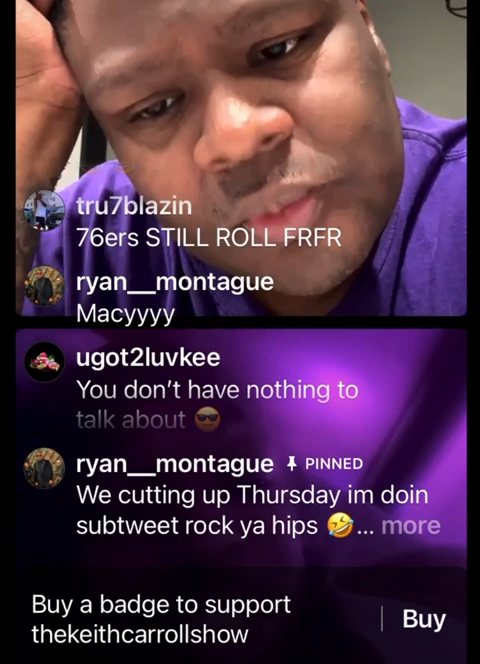 tru7blazin
76ers STILL ROLL FRFR
ryan__montague
Macyyyy
ugot2luvkee
You don’t have nothing to
talk about 😎
ryan__montague PINNED
We cutting up Thursday im doin
subtweet rock ya hips 🤣... more
Buy a badge to support
thekeithcarrollshow
Buy